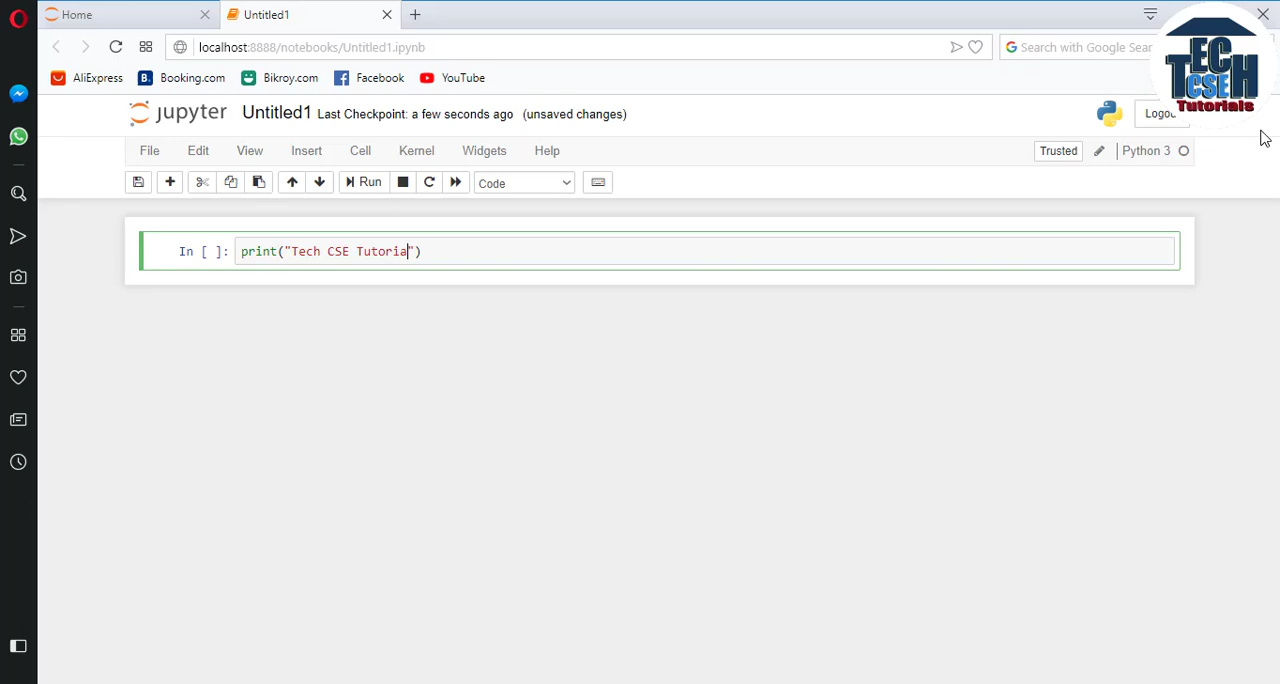 Home
Untitled1
localhost:8888/notebooks/Untitled1.ipynb
Search with Google Sear
AliExpress
B. Booking.com
Bikroy.com
Facebook
YouTube
TECH
CSE
Tutorials
jupyter Untitled1 Last Checkpoint: a few seconds ago (unsaved changes)
Logou
File Edit View Insert Cell Kernel Widgets Help
Trusted
Python 3
Run
Code
In [ ]: print("Tech CSE Tutoria")